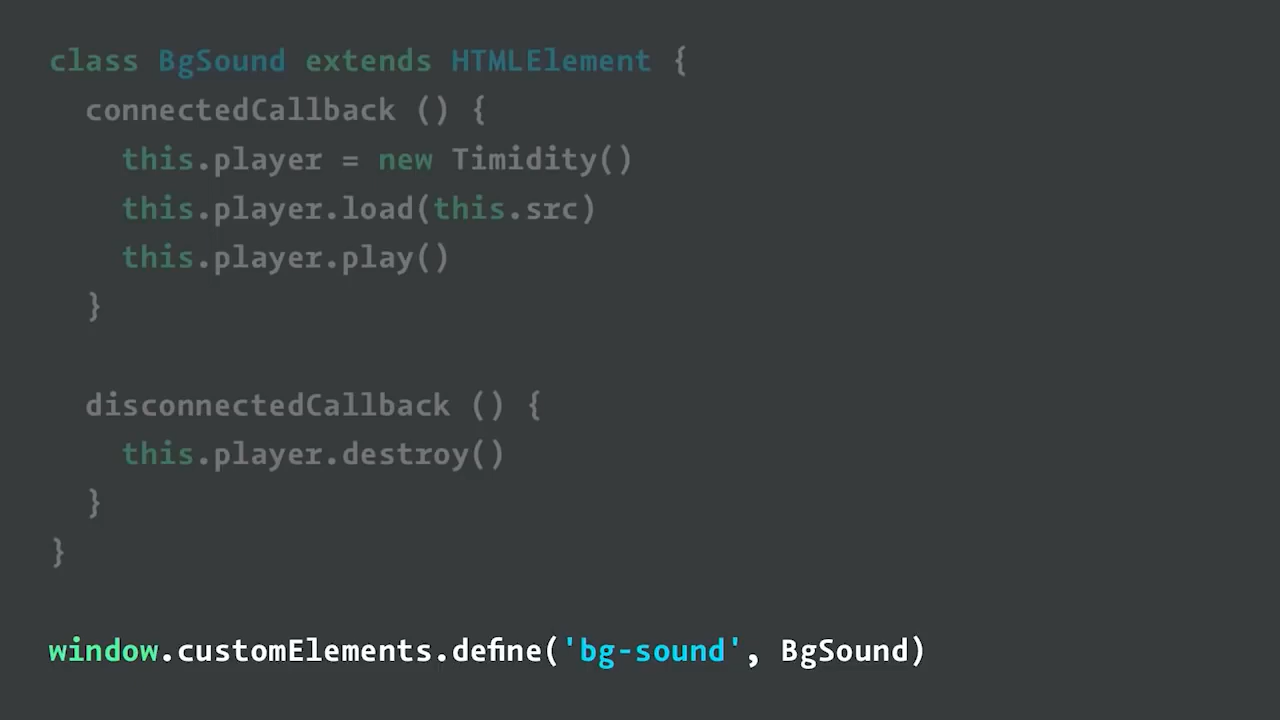 class BgSound extends HTMLElement {
  connectedCallback () {
    this.player = new Timidity()
    this.player.load(this.src)
    this.player.play()
  }

  disconnectedCallback () {
    this.player.destroy()
  }
}

window.customElements.define('bg-sound', BgSound)